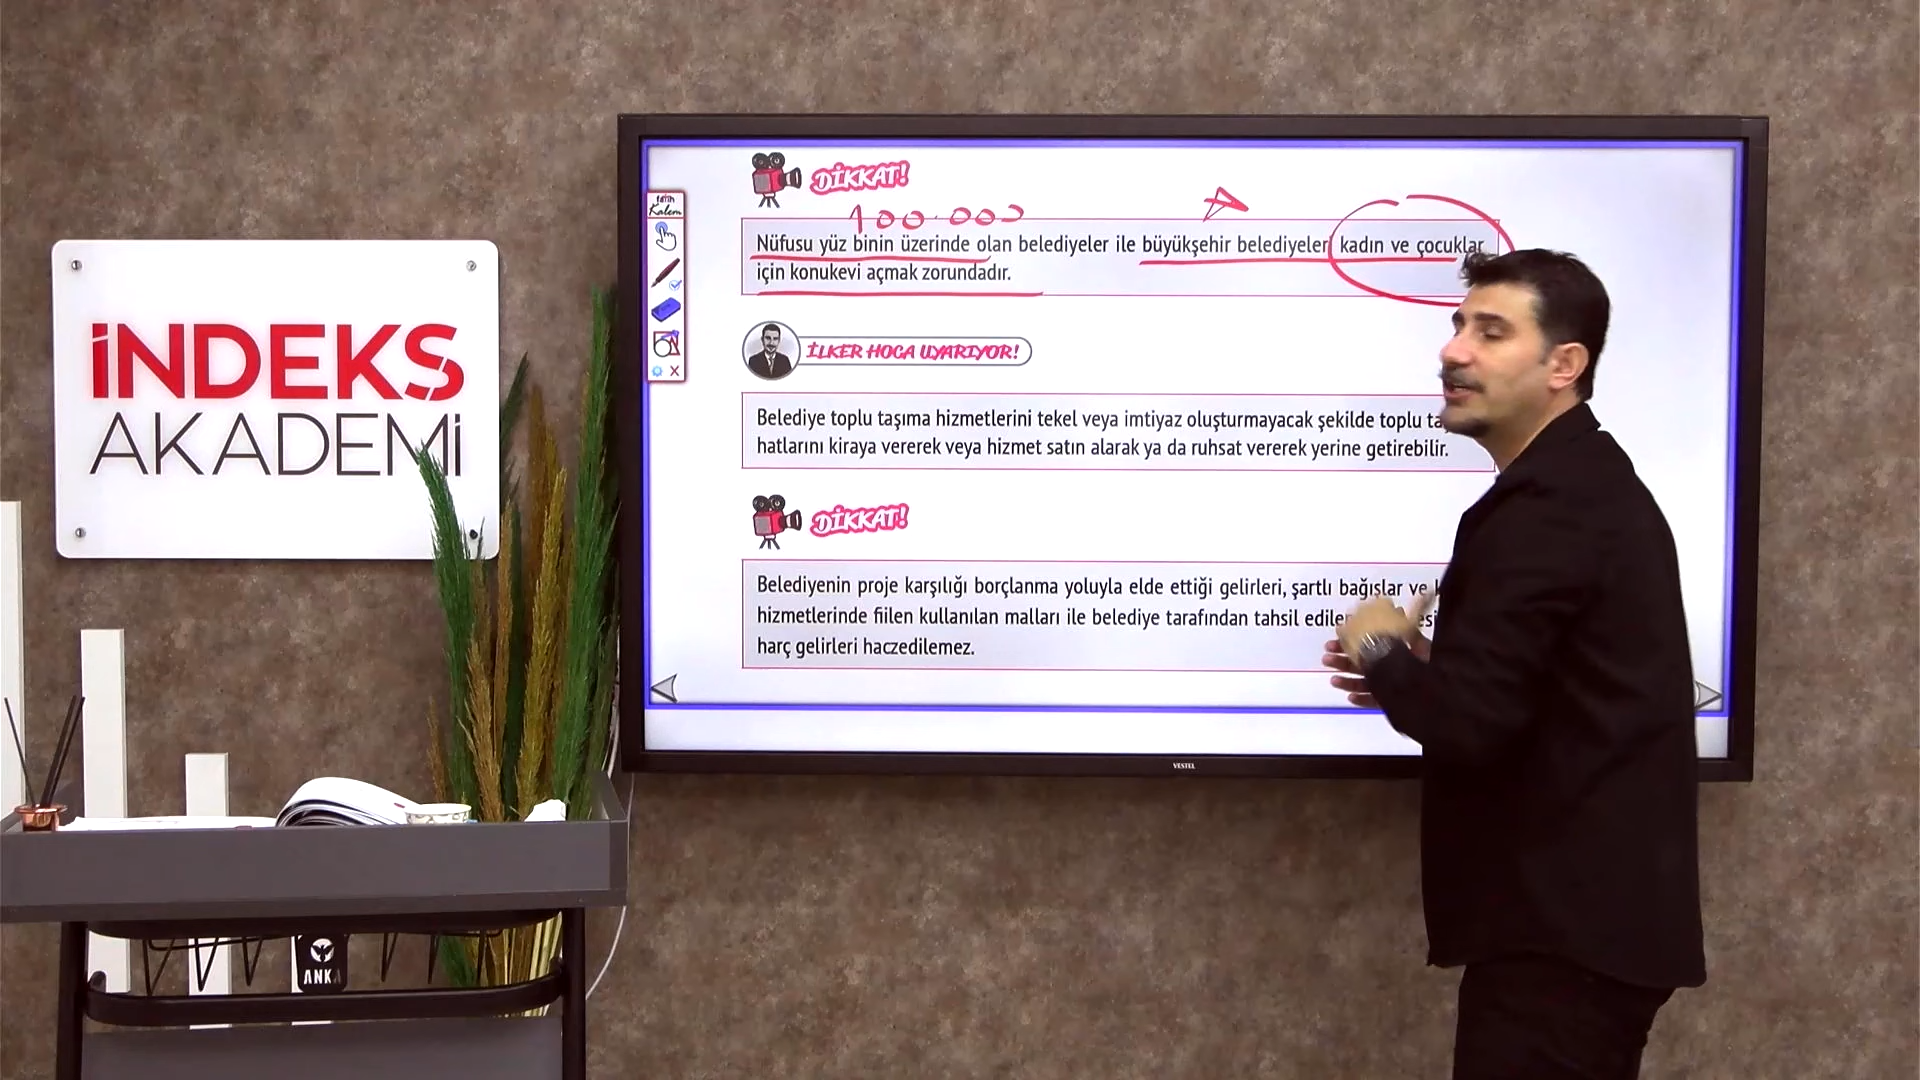 İNDEKS
AKADEMİ
ANKA
fatih
Kalem
DİKKAT!
100.000
Nüfusu yüz binin üzerinde olan belediyeler ile büyükşehir belediyeler kadın ve çocuklar
için konukevi açmak zorundadır.
İLKER HOCA UYARIYOR!
Belediye toplu taşıma hizmetlerini tekel veya imtiyaz oluşturmayacak şekilde toplu
hatlarını kiraya vererek veya hizmet satın alarak ya da ruhsat vererek yerine getirebilir.
DİKKAT!
Belediyenin proje karşılığı borçlanma yoluyla elde ettiği gelirleri, şartlı bağışlar ve
hizmetlerinde fiilen kullanılan malları ile belediye tarafından tahsil
harç gelirleri haczedilemez.
VESTEL